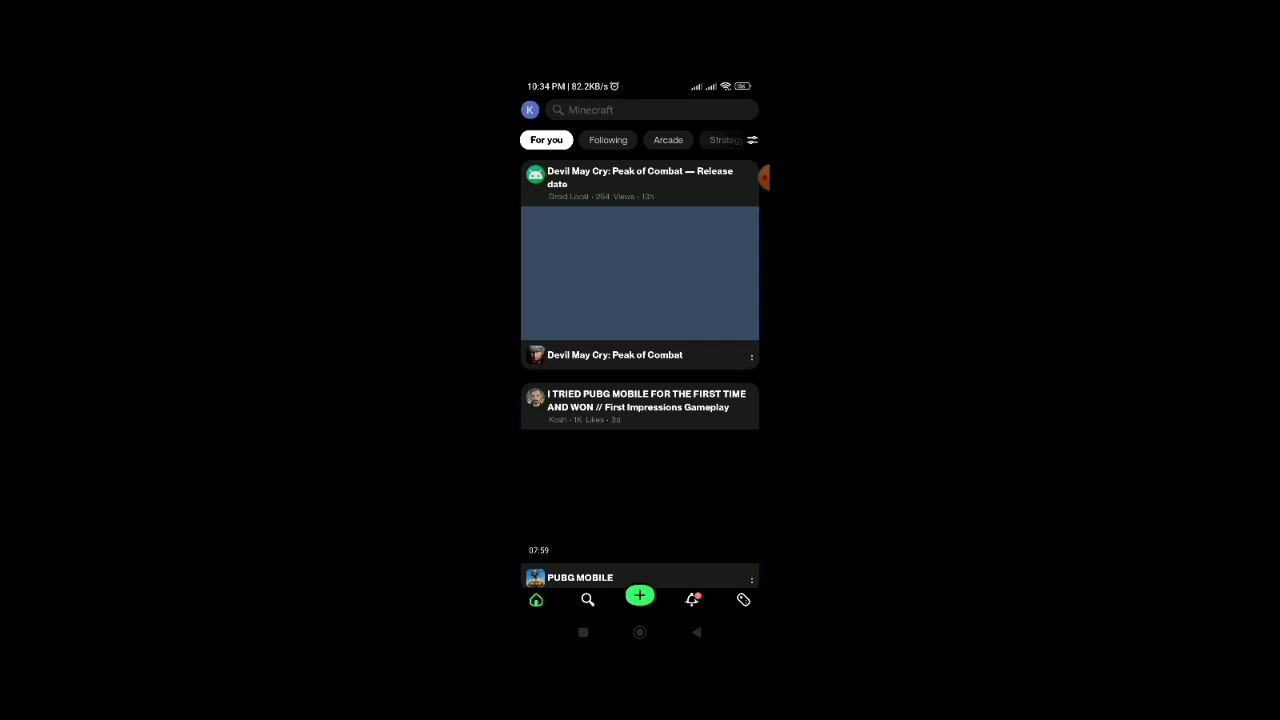 10:34 PM | 82.2KB/s
K
Minecraft
For you
Following
Arcade
Strategy
Devil May Cry: Peak of Combat — Release
date
Droid Local • 254 Views • 13h
Devil May Cry: Peak of Combat
I TRIED PUBG MOBILE FOR THE FIRST TIME
AND WON // First Impressions Gameplay
Kosh • 1K Likes • 3d
07:59
PUBG MOBILE